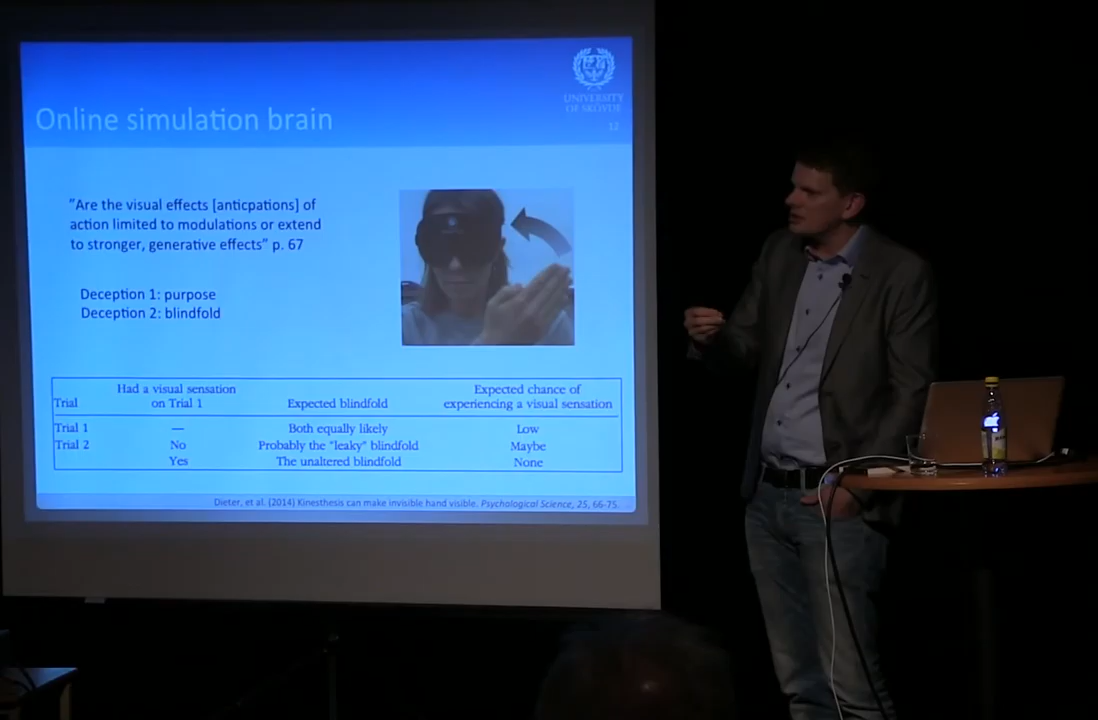 UNIVERSITY
OF SKÖVDE
Online simulation brain
12
"Are the visual effects [anticpations] of
action limited to modulations or extend
to stronger, generative effects" p. 67
Deception 1: purpose
Deception 2: blindfold
Had a visual sensation Expected chance of
Trial on Trial 1 Expected blindfold experiencing a visual sensation
Trial 1 — Both equally likely Low
Trial 2 No Probably the "leaky" blindfold Maybe
Yes The unaltered blindfold None
Dieter, et al. (2014) Kinesthesis can make invisible hand visible. Psychological Science, 25, 66-75.